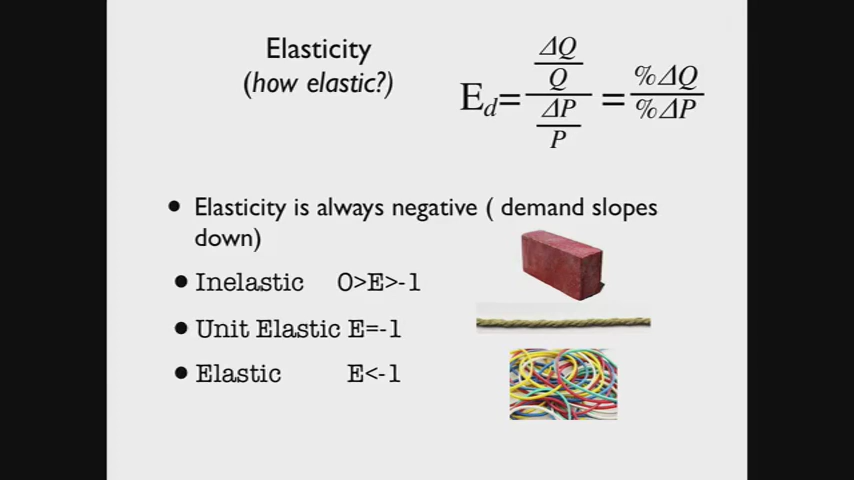 Elasticity
(how elastic?)
E_d = (ΔQ/Q)/(ΔP/P) = %ΔQ/%ΔP
• Elasticity is always negative ( demand slopes
down)
• Inelastic 0>E>-1
• Unit Elastic E=-1
• Elastic E<-1